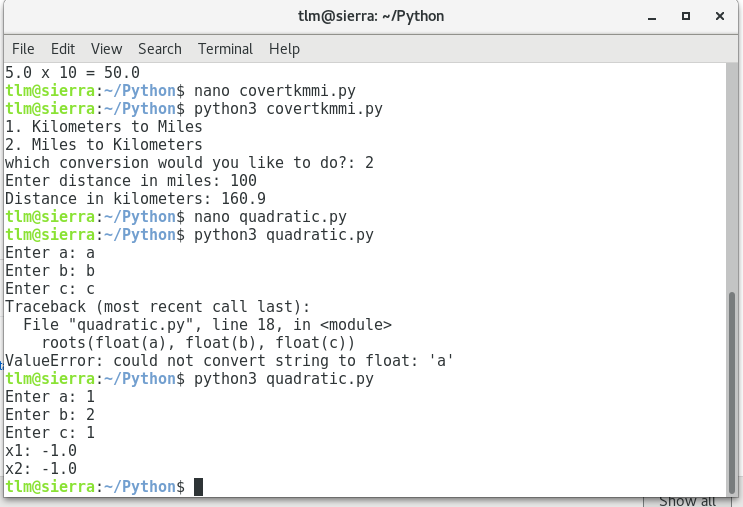 tlm@sierra: ~/Python
File Edit View Search Terminal Help
5.0 x 10 = 50.0
tlm@sierra:~/Python$ nano covertkmmi.py
tlm@sierra:~/Python$ python3 covertkmmi.py
1. Kilometers to Miles
2. Miles to Kilometers
which conversion would you like to do?: 2
Enter distance in miles: 100
Distance in kilometers: 160.9
tlm@sierra:~/Python$ nano quadratic.py
tlm@sierra:~/Python$ python3 quadratic.py
Enter a: a
Enter b: b
Enter c: c
Traceback (most recent call last):
  File "quadratic.py", line 18, in <module>
    roots(float(a), float(b), float(c))
ValueError: could not convert string to float: 'a'
tlm@sierra:~/Python$ python3 quadratic.py
Enter a: 1
Enter b: 2
Enter c: 1
x1: -1.0
x2: -1.0
tlm@sierra:~/Python$
Show all